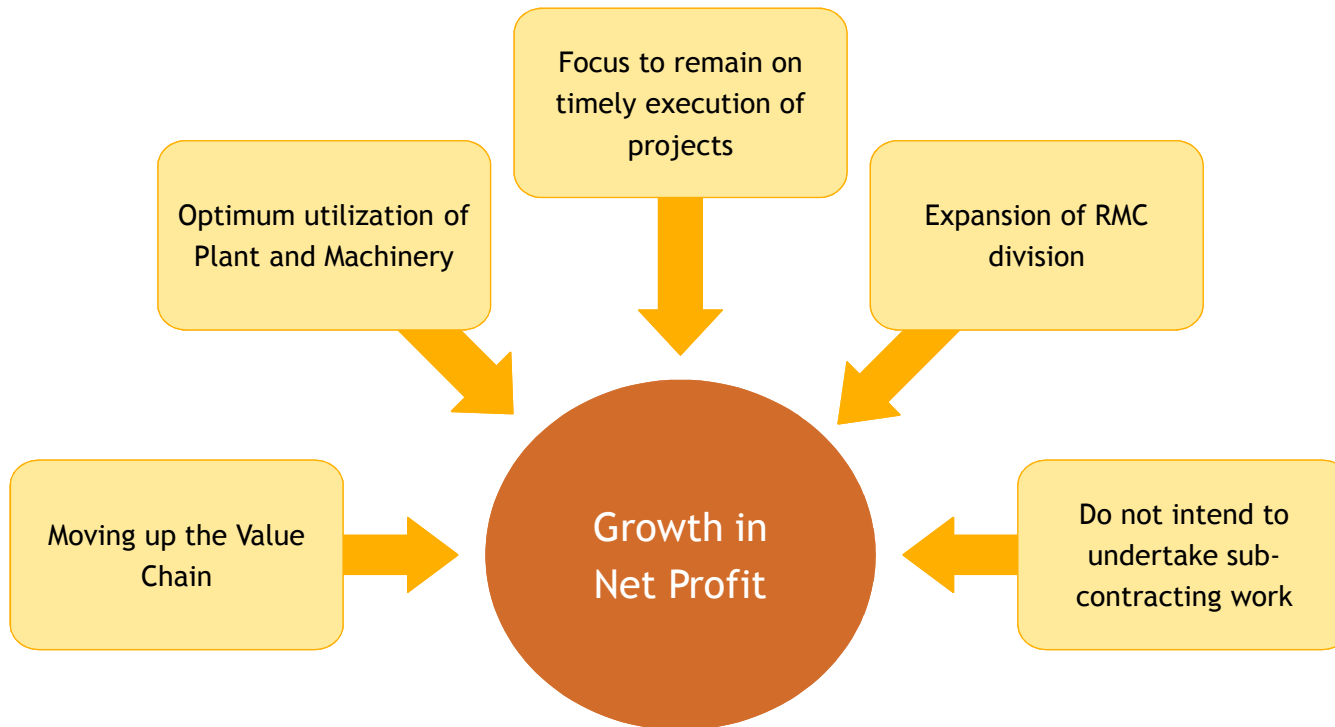 Focus to remain on
timely execution of
projects
Optimum utilization of
Plant and Machinery
Expansion of RMC
division
Moving up the Value
Chain
Growth in
Net Profit
Do not intend to
undertake sub-
contracting work